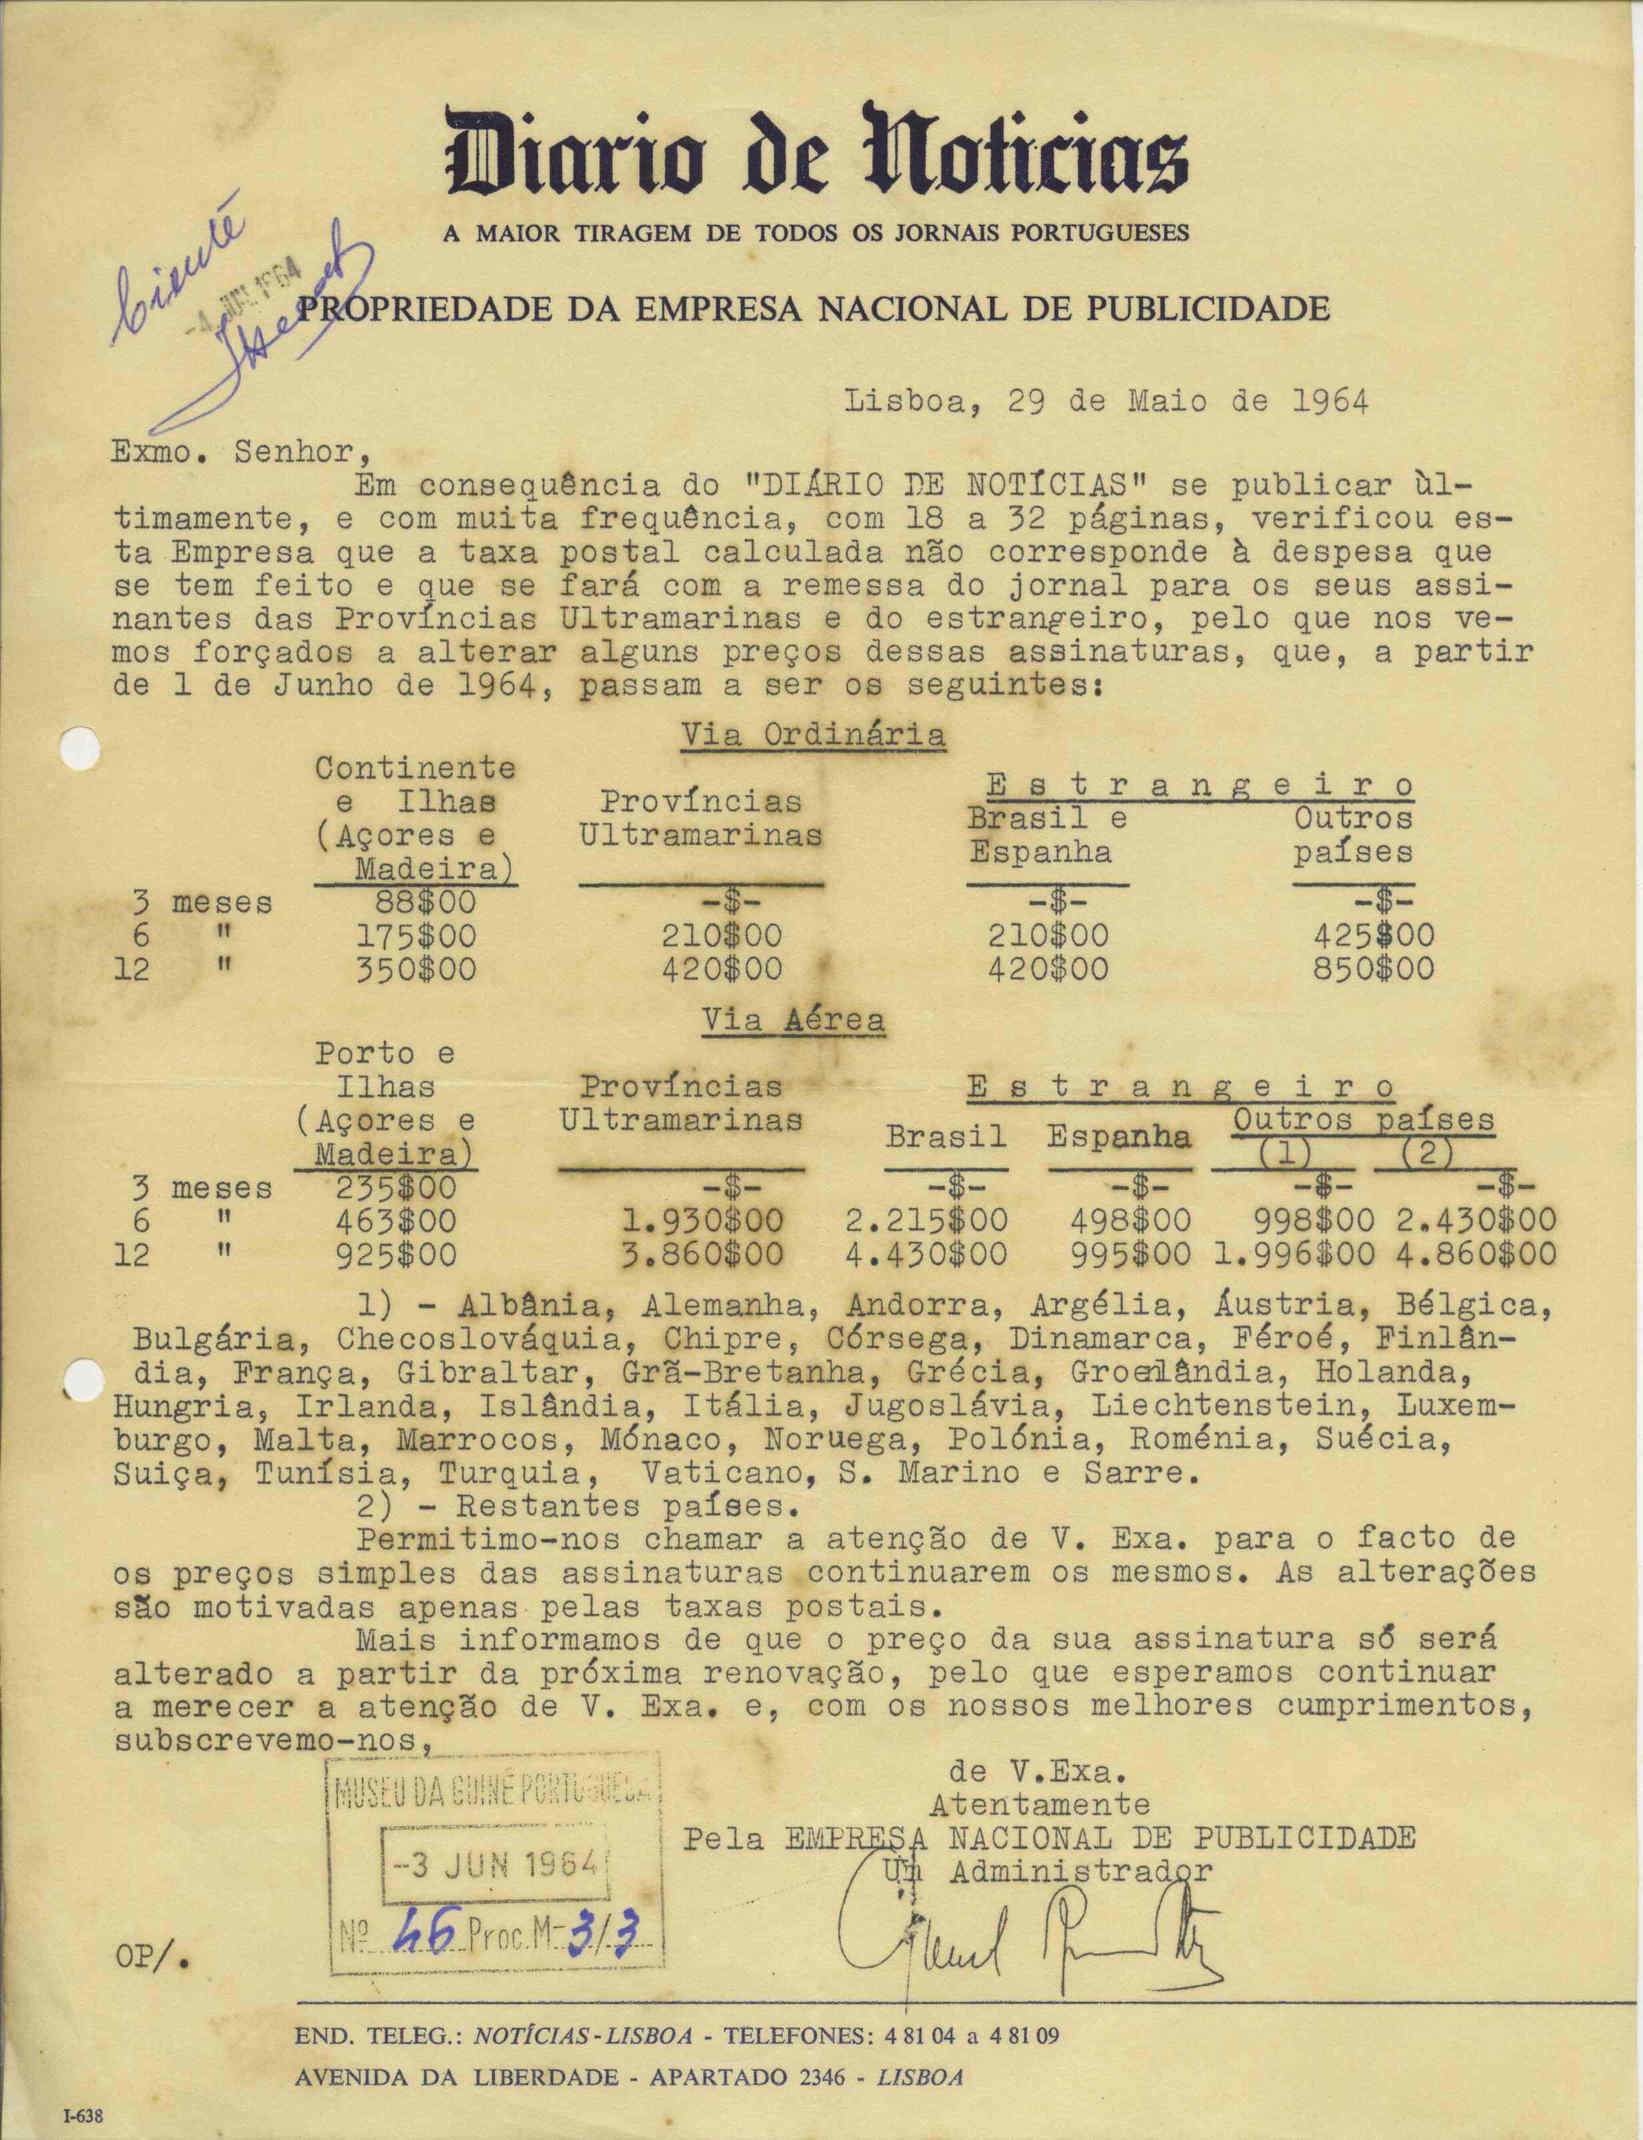 Diario de Noticias
A MAIOR TIRAGEM DE TODOS OS JORNAIS PORTUGUESES
Ciente
-4 JUN. 1964
PROPRIEDADE DA EMPRESA NACIONAL DE PUBLICIDADE
Lisboa, 29 de Maio de 1964
Exmo. Senhor,
Em consequência do "DIÁRIO DE NOTÍCIAS" se publicar ùl-
timamente, e com muita frequência, com 18 a 32 páginas, verificou es-
ta Empresa que a taxa postal calculada não corresponde à despesa que
se tem feito e que se fará com a remessa do jornal para os seus assi-
nantes das Províncias Ultramarinas e do estrangeiro, pelo que nos ve-
mos forçados a alterar alguns preços dessas assinaturas, que, a partir
de 1 de Junho de 1964, passam a ser os seguintes:
Via Ordinária
Continente
e Ilhas Províncias E s t r a n g e i r o
(Açores e Ultramarinas Brasil e Outros
Madeira) Espanha países
3 meses 88$00 -$- -$- -$-
6 " 175$00 210$00 210$00 425$00
12 " 350$00 420$00 420$00 850$00
Via Aérea
Porto e
Ilhas Províncias E s t r a n g e i r o
(Açores e Ultramarinas Brasil Espanha Outros países
Madeira) (1) (2)
3 meses 235$00 -$- -$- -$- -$- -$-
6 " 463$00 1.930$00 2.215$00 498$00 998$00 2.430$00
12 " 925$00 3.860$00 4.430$00 995$00 1.996$00 4.860$00
1) - Albânia, Alemanha, Andorra, Argélia, Áustria, Bélgica,
Bulgária, Checoslováquia, Chipre, Córsega, Dinamarca, Féroé, Finlân-
dia, França, Gibraltar, Grã-Bretanha, Grécia, Groenlândia, Holanda,
Hungria, Irlanda, Islândia, Itália, Jugoslávia, Liechtenstein, Luxem-
burgo, Malta, Marrocos, Mónaco, Noruega, Polónia, Roménia, Suécia,
Suiça, Tunísia, Turquia, Vaticano, S. Marino e Sarre.
2) - Restantes países.
Permitimo-nos chamar a atenção de V. Exa. para o facto de
os preços simples das assinaturas continuarem os mesmos. As alterações
são motivadas apenas pelas taxas postais.
Mais informamos de que o preço da sua assinatura só será
alterado a partir da próxima renovação, pelo que esperamos continuar
a merecer a atenção de V. Exa. e, com os nossos melhores cumprimentos,
subscrevemo-nos,
de V.Exa.
Atentamente
Pela EMPRESA NACIONAL DE PUBLICIDADE
Um Administrador
MUSEU DA GUINÉ PORTUGUESA
-3 JUN 1964
Nº 46 Proc. M-3/3
OP/.
END. TELEG.: NOTÍCIAS-LISBOA - TELEFONES: 4 81 04 a 4 81 09
AVENIDA DA LIBERDADE - APARTADO 2346 - LISBOA
I-638